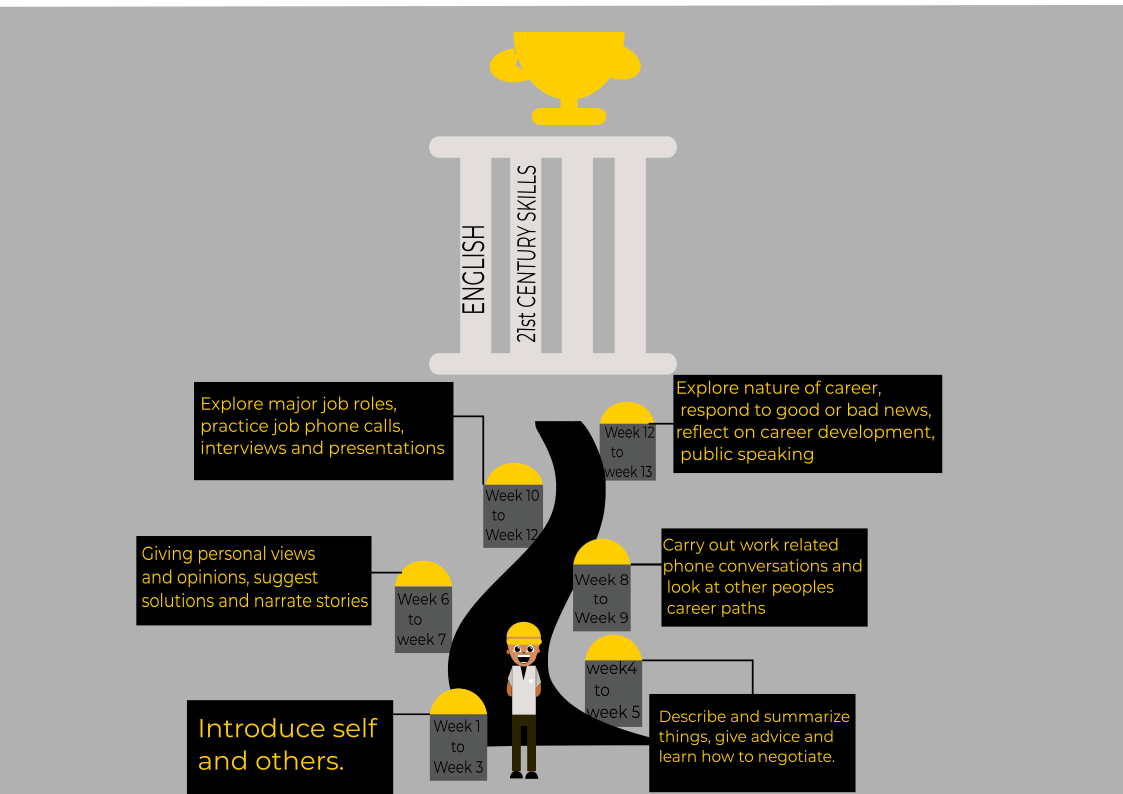 ENGLISH
21st CENTURY SKILLS
Explore major job roles,
practice job phone calls,
interviews and presentations
Week 10
to
Week 12
Explore nature of career,
respond to good or bad news,
reflect on career development,
public speaking
Week 12
to
week 13
Giving personal views
and opinions, suggest
solutions and narrate stories
Week 6
to
week 7
Carry out work related
phone conversations and
look at other peoples
career paths
Week 8
to
Week 9
Introduce self
and others.
Week 1
to
Week 3
week4
to
week 5
Describe and summarize
things, give advice and
learn how to negotiate.